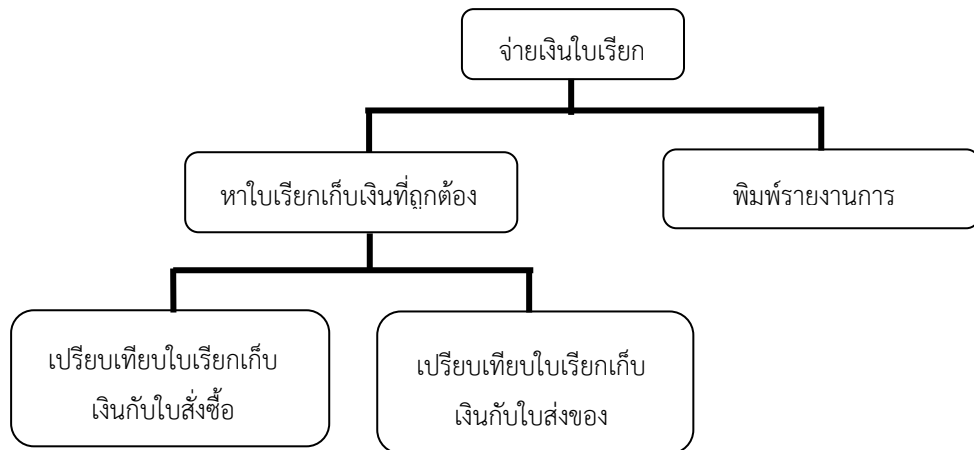 จ่ายเงินใบเรียก
หาใบเรียกเก็บเงินที่ถูกต้อง
พิมพ์รายงานการ
เปรียบเทียบใบเรียกเก็บ
เงินกับใบสั่งซื้อ
เปรียบเทียบใบเรียกเก็บ
เงินกับใบส่งของ